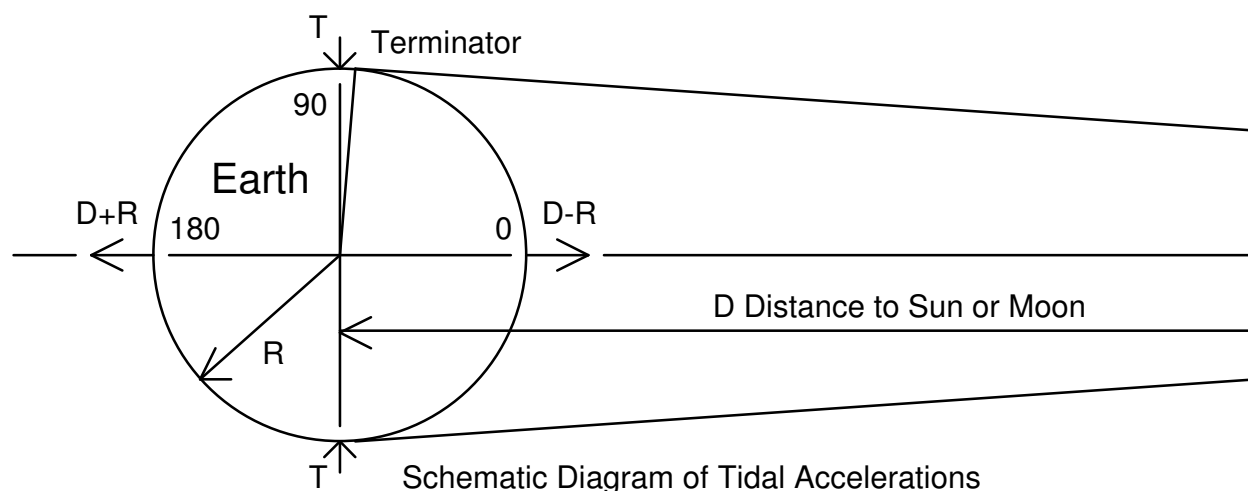 T
Terminator
90
Earth
D+R
180
0
D-R
D Distance to Sun or Moon
R
T
Schematic Diagram of Tidal Accelerations